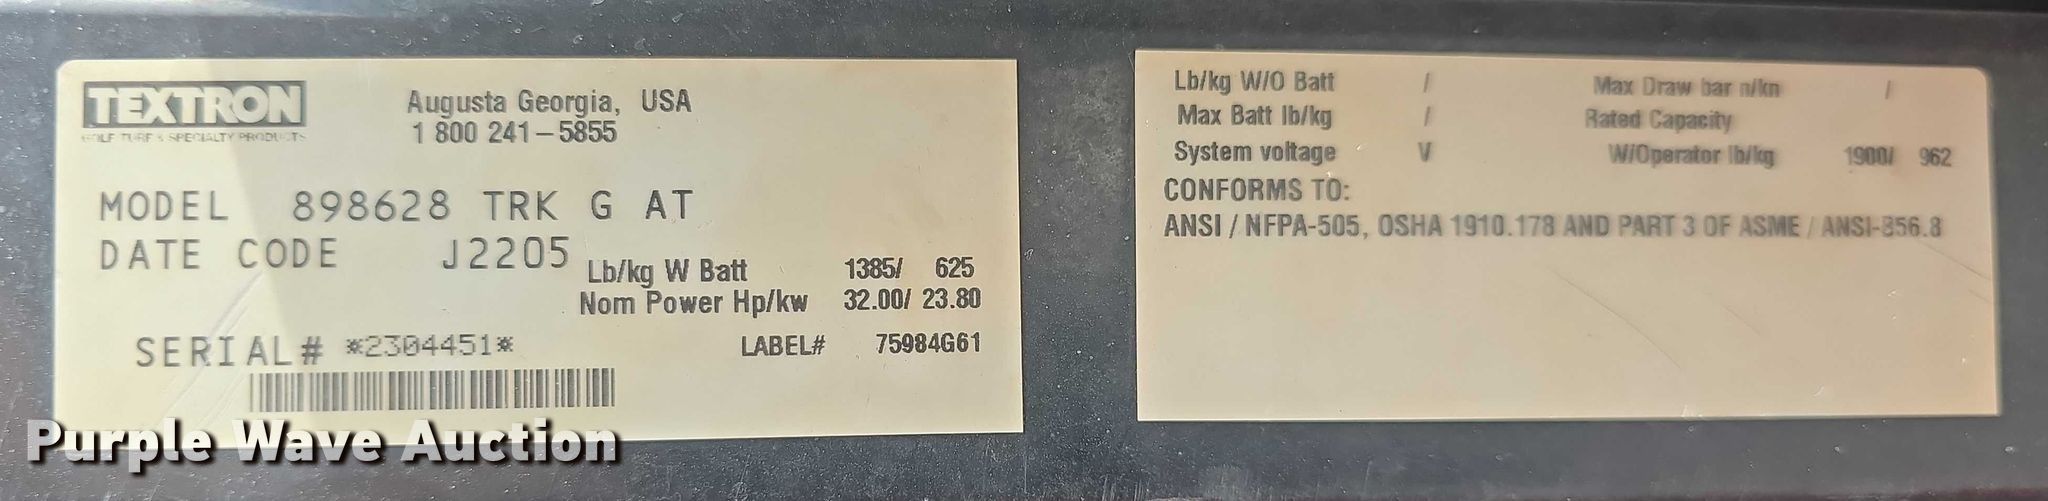 TEXTRON
GOLF TURF & SPECIALTY PRODUCTS
Augusta Georgia, USA
1 800 241-5855
MODEL 898628 TRK G AT
DATE CODE J2205
Lb/kg W Batt 1385/ 625
Nom Power Hp/kw 32.00/ 23.80
SERIAL# *2304451*
LABEL# 75984G61
Lb/kg W/O Batt /
Max Batt lb/kg /
System voltage V
Max Draw bar n/kn /
Rated Capacity
W/Operator lb/kg 1900/ 962
CONFORMS TO:
ANSI / NFPA-505, OSHA 1910.178 AND PART 3 OF ASME / ANSI-B56.8
Purple Wave Auction